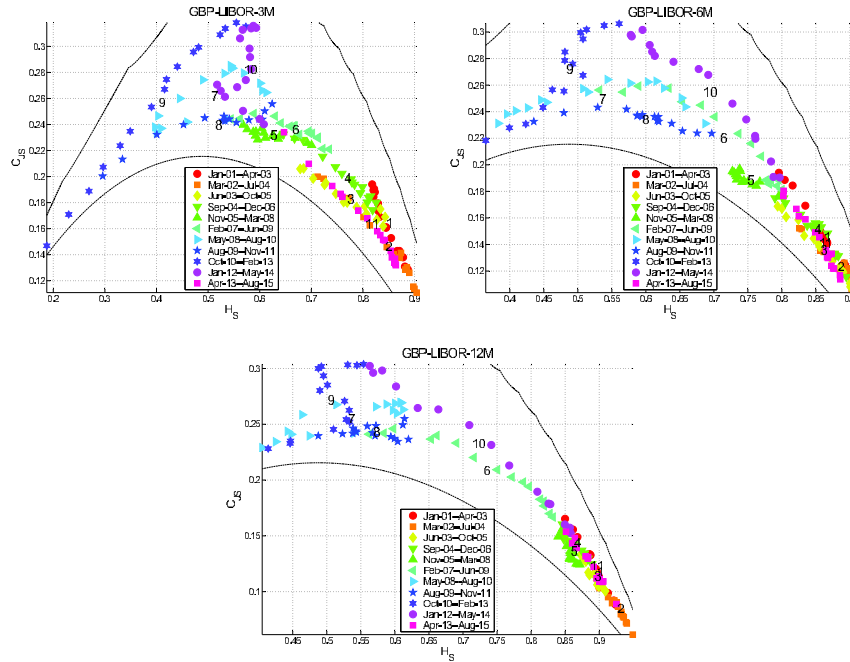 GBP-LIBOR-3M
0.3
0.28
0.26
0.24
0.22
0.2
0.18
0.16
0.14
0.12
C_JS
0.2 0.3 0.4 0.5 0.6 0.7 0.8 0.9
H_S
1
2
3
4
5
6
7
8
9
10
11
Jan-01--Apr-03
Mar-02--Jul-04
Jun-03--Oct-05
Sep-04--Dec-06
Nov-05--Mar-08
Feb-07--Jun-09
May-08--Aug-10
Aug-09--Nov-11
Oct-10--Feb-13
Jan-12--May-14
Apr-13--Aug-15
GBP-LIBOR-6M
0.3
0.28
0.26
0.24
0.22
0.2
0.18
0.16
0.14
0.12
C_JS
0.4 0.45 0.5 0.55 0.6 0.65 0.7 0.75 0.8 0.85 0.9
H_S
2
3
4
5
6
7
8
9
10
Jan-01--Apr-03
Mar-02--Jul-04
Jun-03--Oct-05
Sep-04--Dec-06
Nov-05--Mar-08
Feb-07--Jun-09
May-08--Aug-10
Aug-09--Nov-11
Oct-10--Feb-13
Jan-12--May-14
Apr-13--Aug-15
GBP-LIBOR-12M
0.3
0.25
0.2
0.15
0.1
C_JS
0.45 0.5 0.55 0.6 0.65 0.7 0.75 0.8 0.85 0.9
H_S
2
3
4
5
6
7
8
9
10
11
Jan-01--Apr-03
Mar-02--Jul-04
Jun-03--Oct-05
Sep-04--Dec-06
Nov-05--Mar-08
Feb-07--Jun-09
May-08--Aug-10
Aug-09--Nov-11
Oct-10--Feb-13
Jan-12--May-14
Apr-13--Aug-15